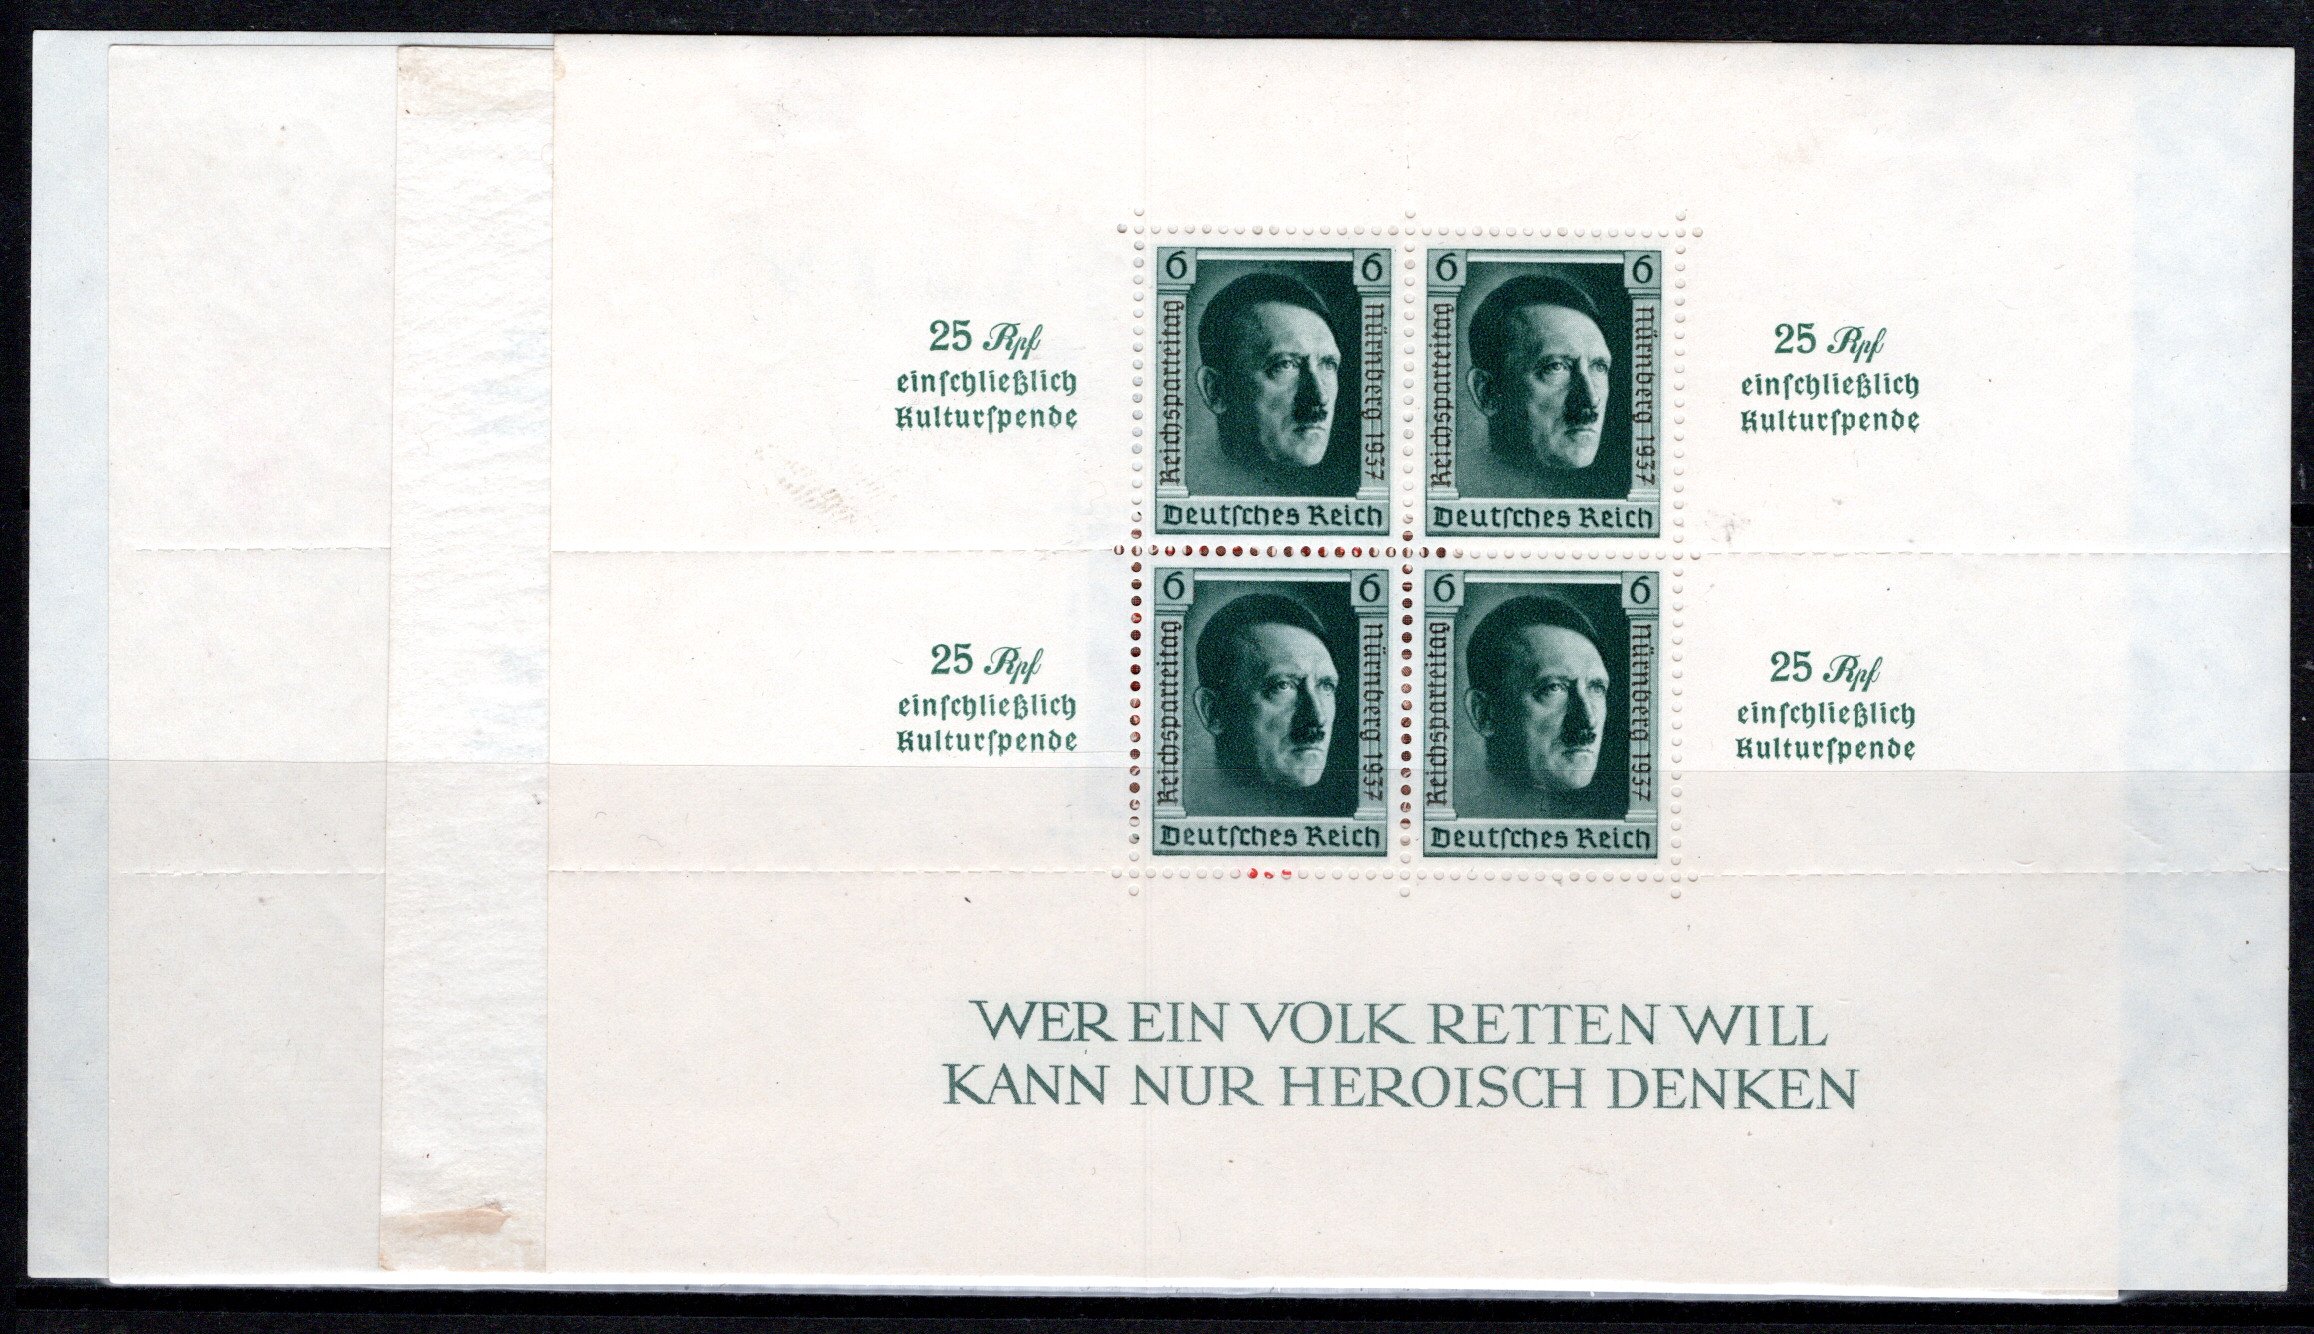 6 6
Reichsparteitag
Nürnberg 1937
Deutſches Reich
6 6
Reichsparteitag
Nürnberg 1937
Deutſches Reich
25 Rpf
einſchließlich
Kulturſpende
25 Rpf
einſchließlich
Kulturſpende
6 6
Reichsparteitag
Nürnberg 1937
Deutſches Reich
6 6
Reichsparteitag
Nürnberg 1937
Deutſches Reich
25 Rpf
einſchließlich
Kulturſpende
25 Rpf
einſchließlich
Kulturſpende
WER EIN VOLK RETTEN WILL
KANN NUR HEROISCH DENKEN